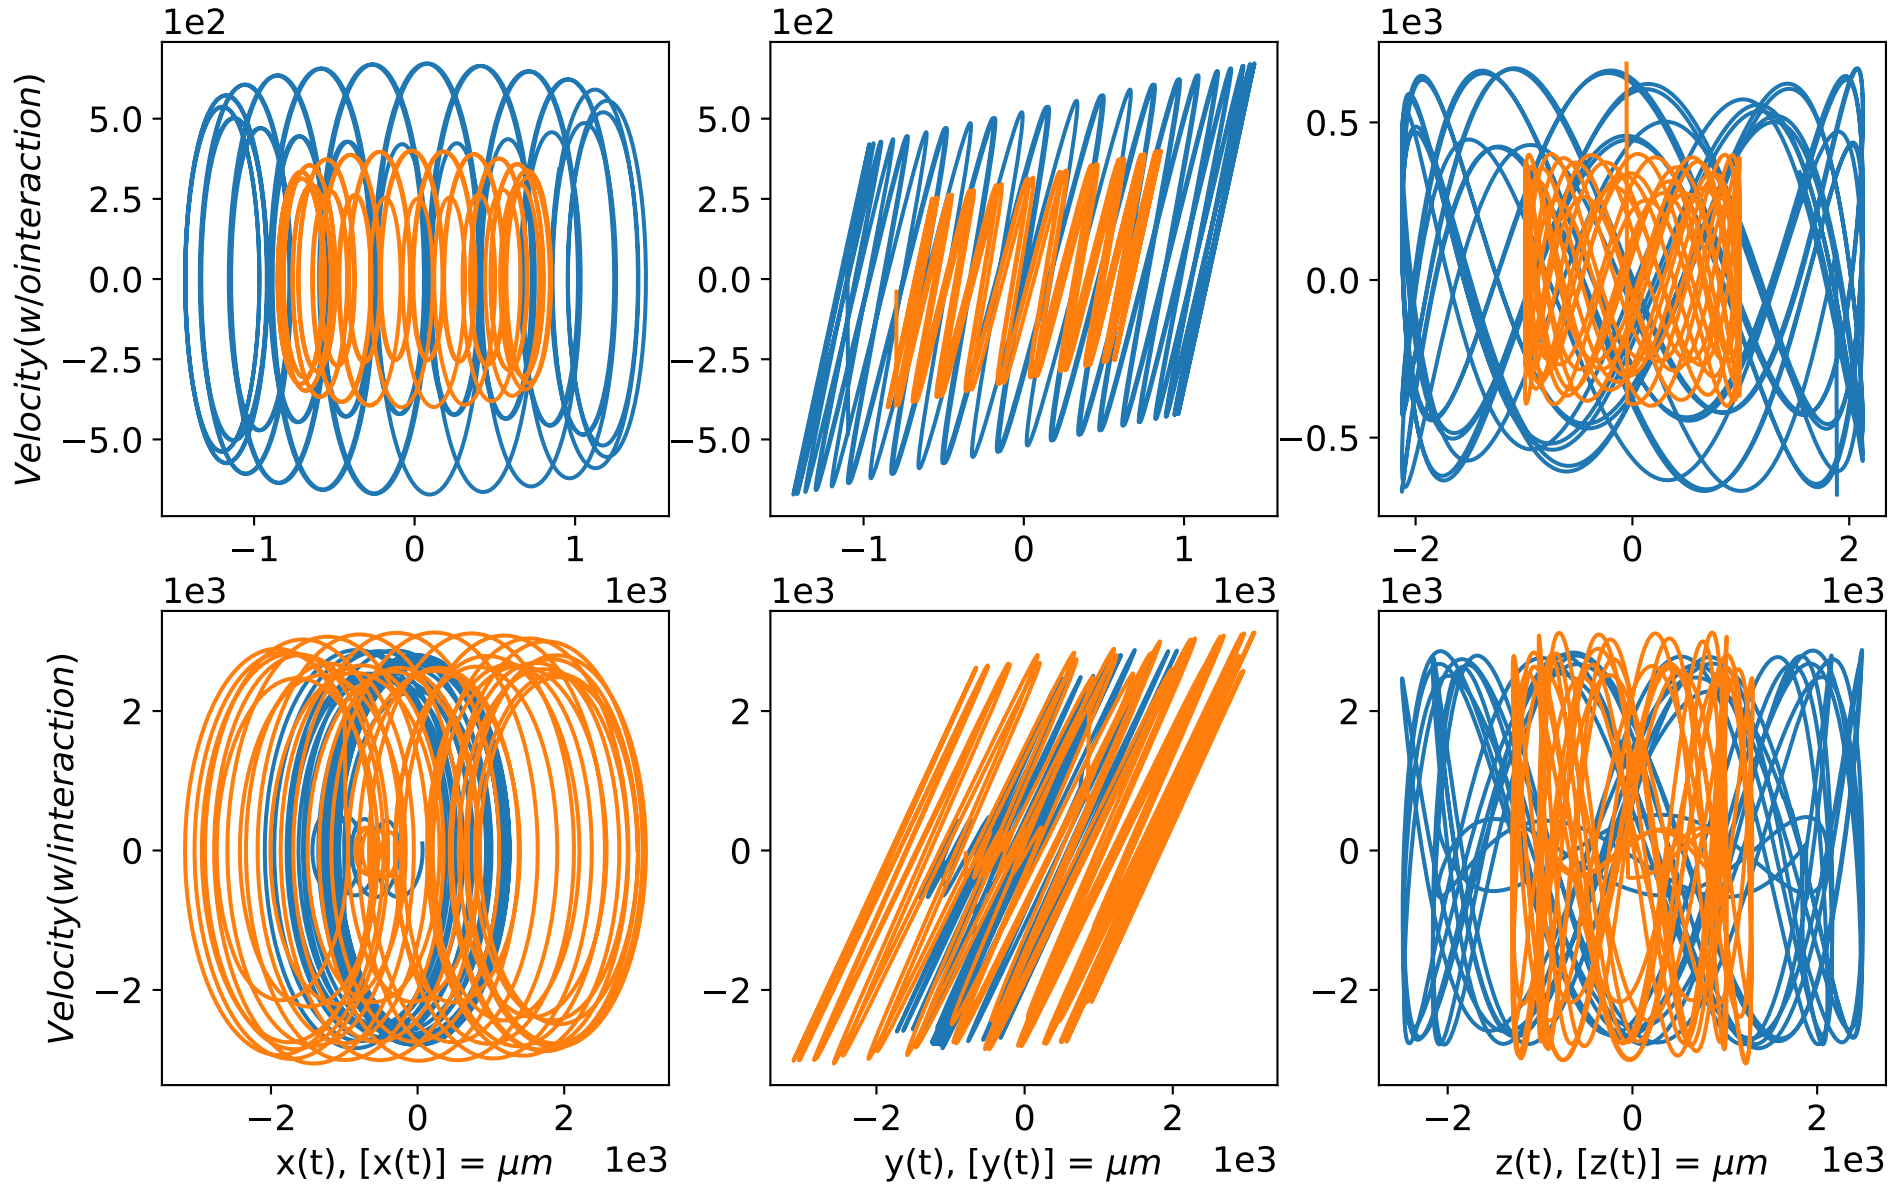 1e2 1e2 1e3
Velocity(w/ointeraction)
5.0 2.5 0.0 −2.5 −5.0
5.0 2.5 0.0 −2.5 −5.0
0.5 0.0 −0.5
−1 0 1 −1 0 1 −2 0 2
1e3 1e3 1e3 1e3 1e3 1e3
Velocity(w/interaction)
2 0 −2
2 0 −2
2 0 −2
−2 0 2 −2 0 2 −2 0 2
x(t), [x(t)] = μm 1e3 y(t), [y(t)] = μm 1e3 z(t), [z(t)] = μm 1e3